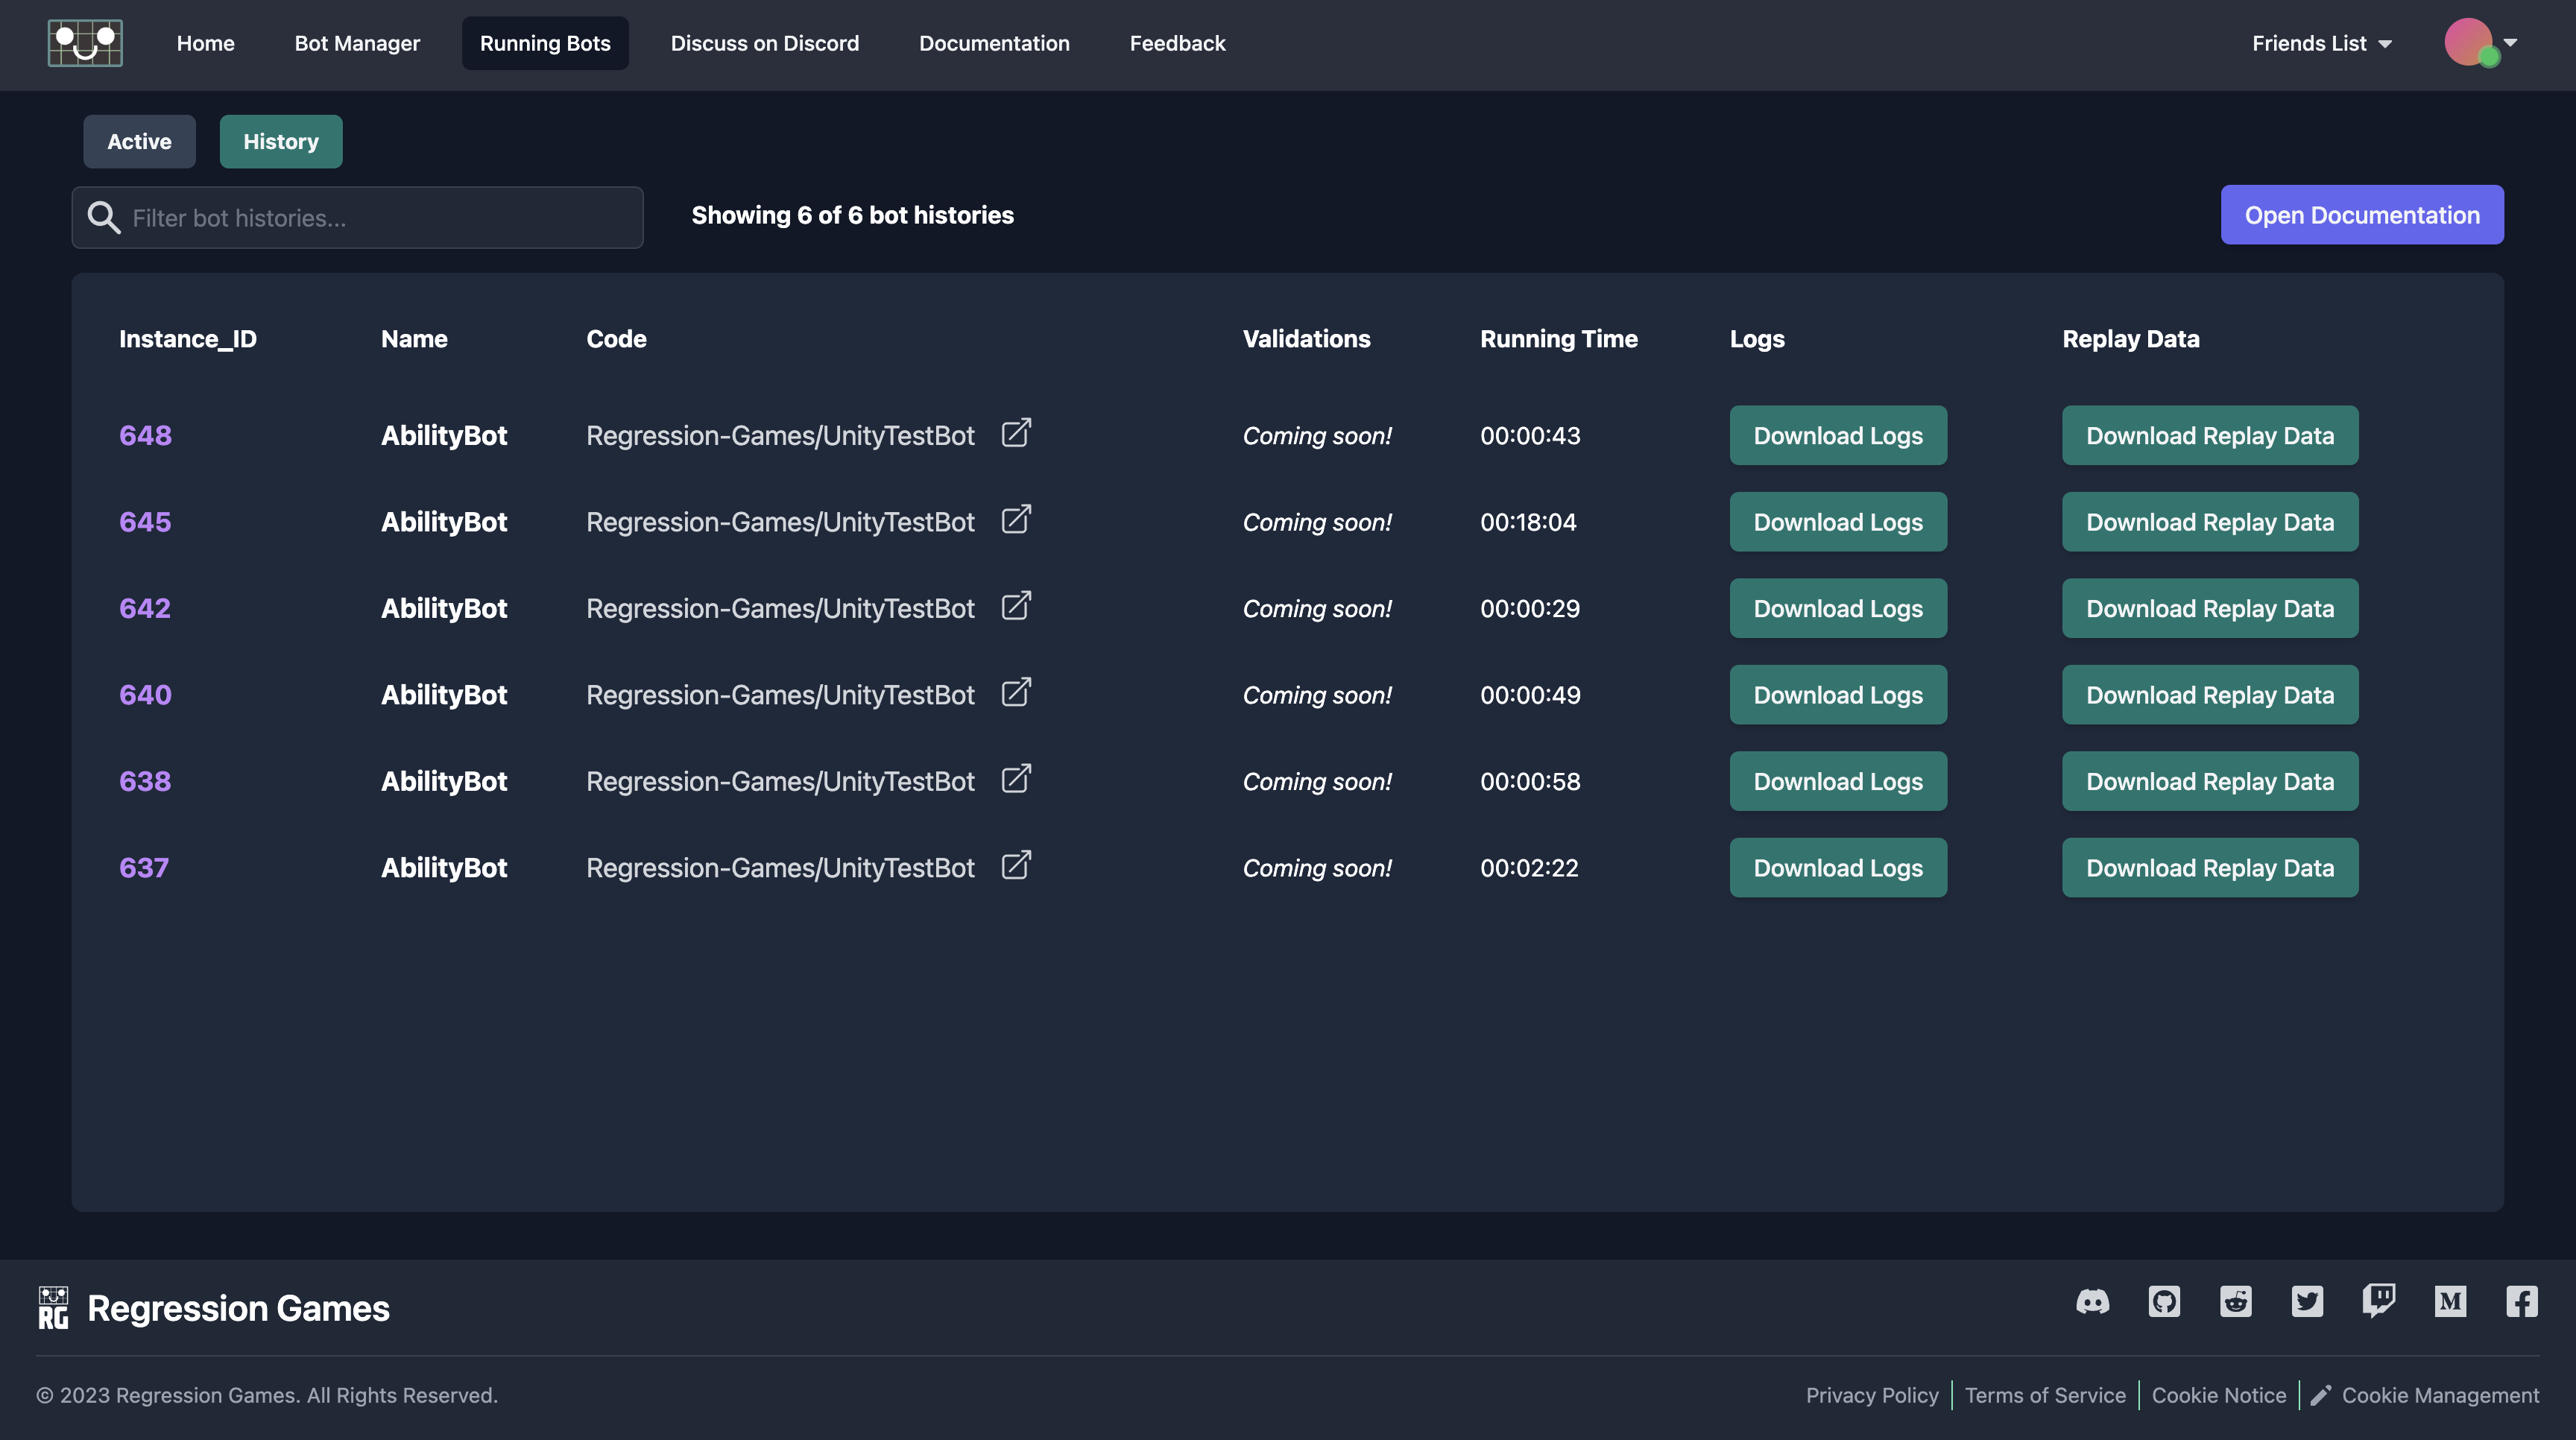 Home Bot Manager Running Bots Discuss on Discord Documentation Feedback Friends List
Active History
Filter bot histories...
Showing 6 of 6 bot histories
Open Documentation
Instance_ID Name Code Validations Running Time Logs Replay Data
648 AbilityBot Regression-Games/UnityTestBot Coming soon! 00:00:43 Download Logs Download Replay Data
645 AbilityBot Regression-Games/UnityTestBot Coming soon! 00:18:04 Download Logs Download Replay Data
642 AbilityBot Regression-Games/UnityTestBot Coming soon! 00:00:29 Download Logs Download Replay Data
640 AbilityBot Regression-Games/UnityTestBot Coming soon! 00:00:49 Download Logs Download Replay Data
638 AbilityBot Regression-Games/UnityTestBot Coming soon! 00:00:58 Download Logs Download Replay Data
637 AbilityBot Regression-Games/UnityTestBot Coming soon! 00:02:22 Download Logs Download Replay Data
RG Regression Games
M
© 2023 Regression Games. All Rights Reserved.
Privacy Policy Terms of Service Cookie Notice Cookie Management